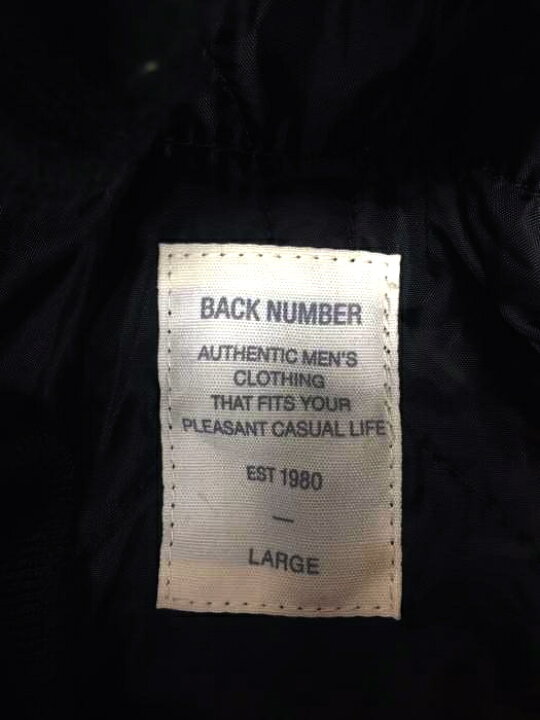 BACK NUMBER
AUTHENTIC MEN'S
CLOTHING
THAT FITS YOUR
PLEASANT CASUAL LIFE
EST 1980
—
LARGE